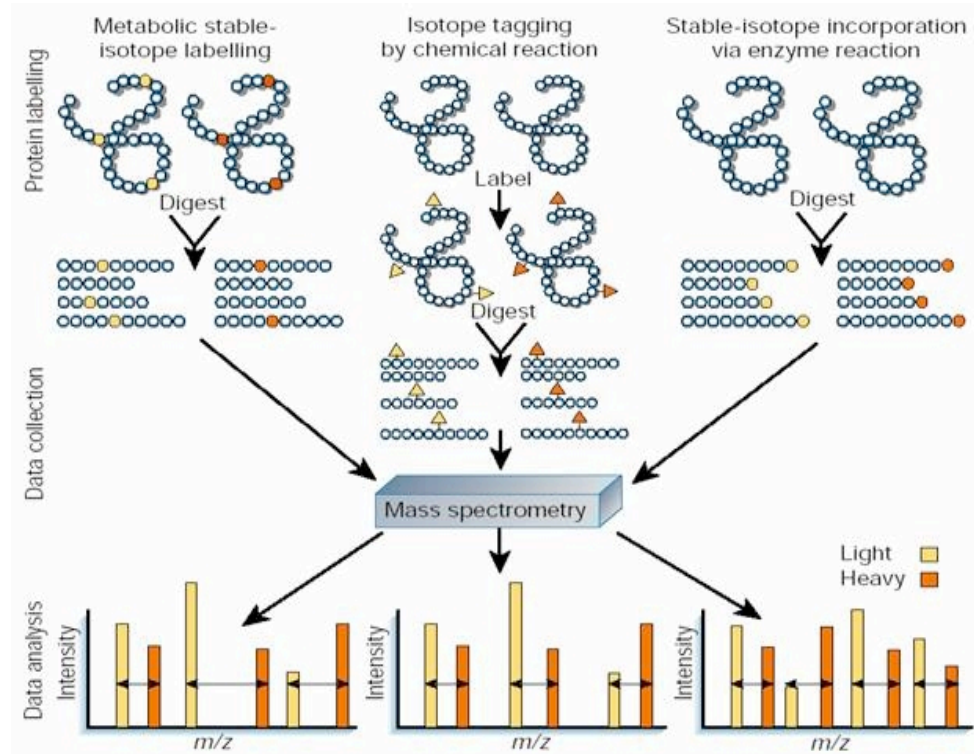 Metabolic stable-
isotope labelling
Isotope tagging
by chemical reaction
Stable-isotope incorporation
via enzyme reaction
Protein labelling
Digest
Label
Digest
Digest
Data collection
Mass spectrometry
Light
Heavy
Data analysis
Intensity
m/z
Intensity
m/z
Intensity
m/z